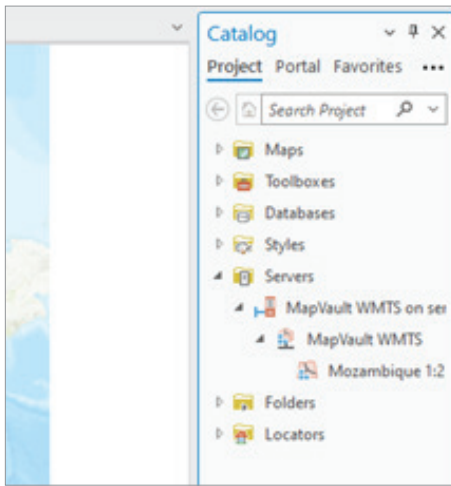 Catalog
Project Portal Favorites
Search Project
Maps
Toolboxes
Databases
Styles
Servers
MapVault WMTS on ser
MapVault WMTS
Mozambique 1:2
Folders
Locators